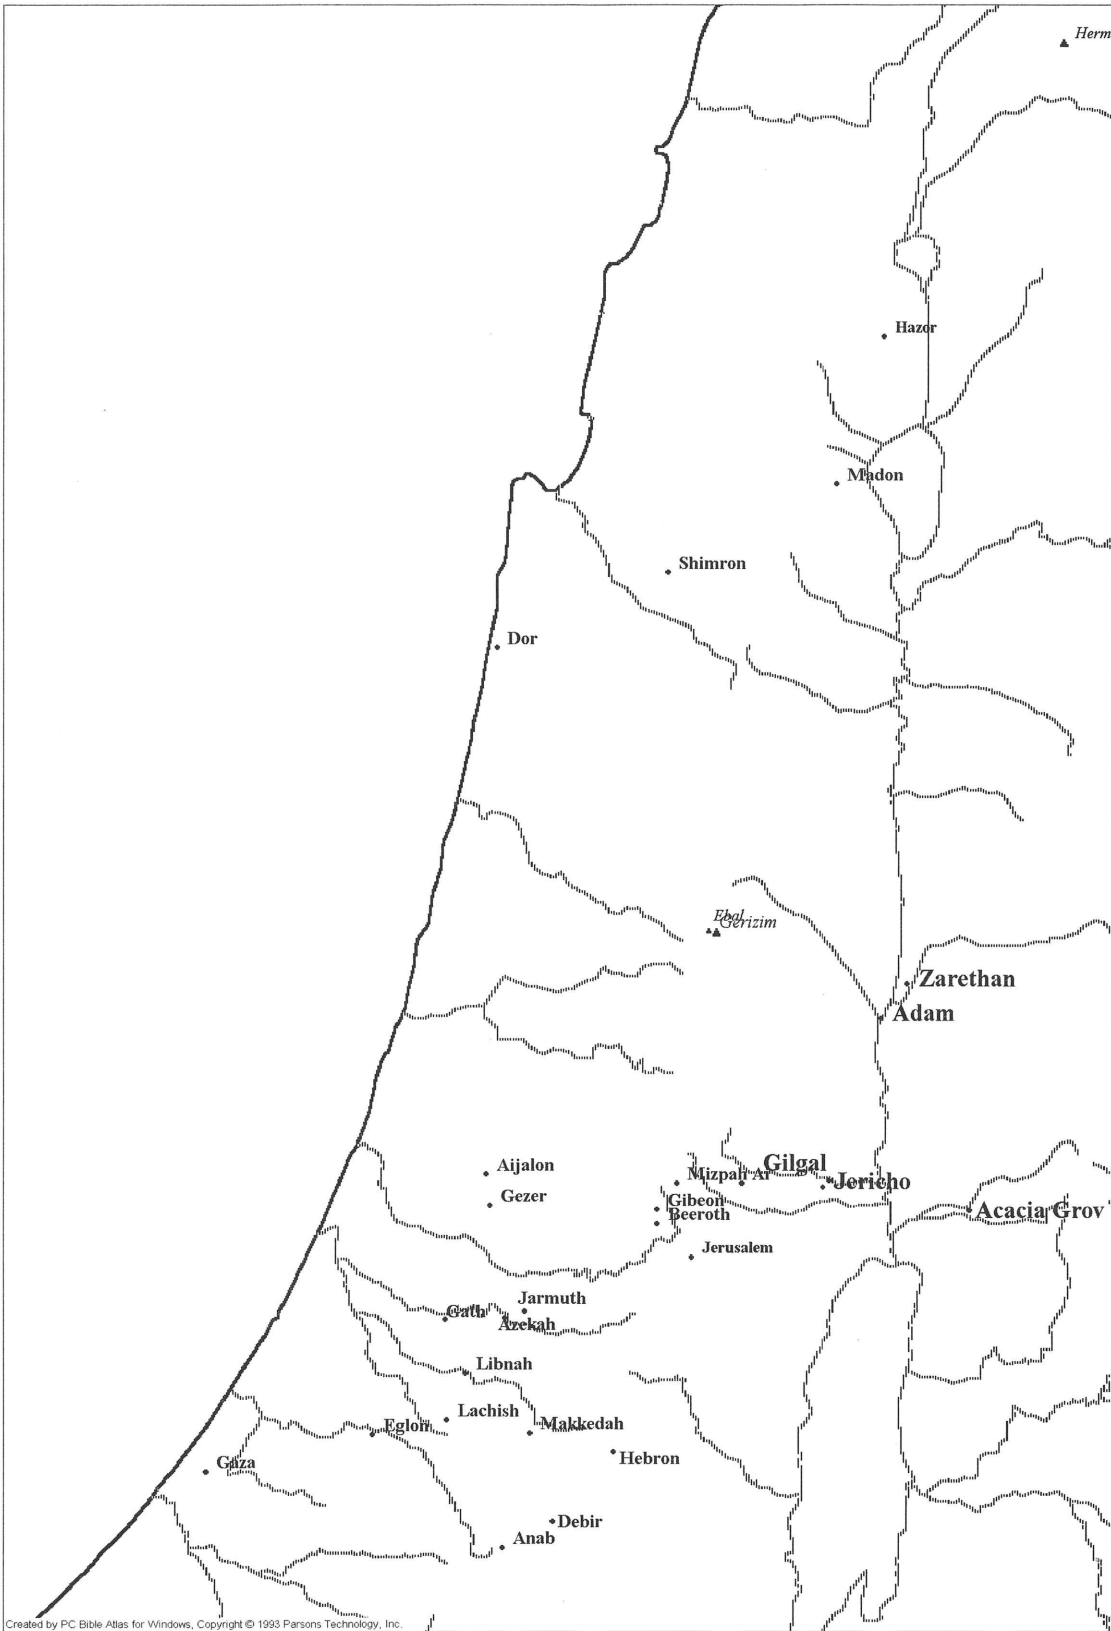 Herm
Hazor
Madon
Shimron
Dor
Ebal
Gerizim
Zarethan
Adam
Aijalon
Mizpah Ai
Gilgal
Jericho
Gezer
Gibeon
Beeroth
Acacia Grov
Jerusalem
Jarmuth
Gath
Azekah
Libnah
Lachish
Eglon
Makkedah
Hebron
Gaza
Debir
Anab
Created by PC Bible Atlas for Windows, Copyright © 1993 Parsons Technology, Inc.